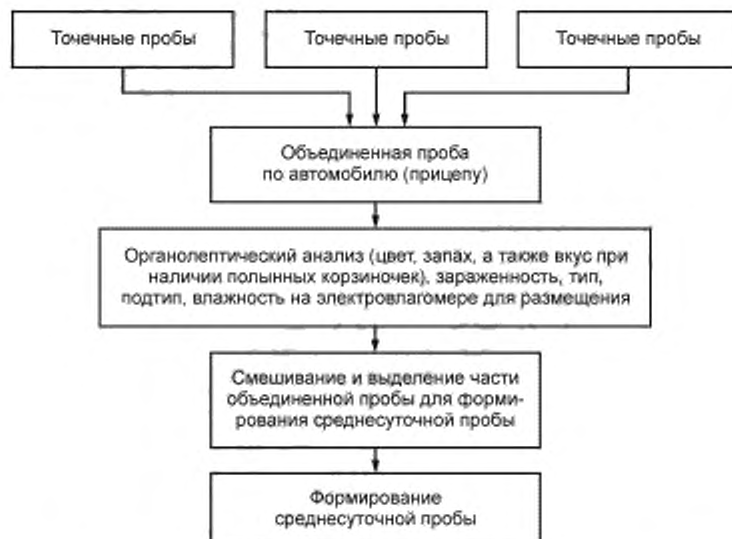 Точечные пробы
Точечные пробы
Точечные пробы
Объединенная проба
по автомобилю (прицепу)
Органолептический анализ (цвет, запах, а также вкус при
наличии полынных корзиночек), зараженность, тип,
подтип, влажность на электровлагомере для размещения
Смешивание и выделение части
объединенной пробы для форми-
рования среднесуточной пробы
Формирование
среднесуточной пробы